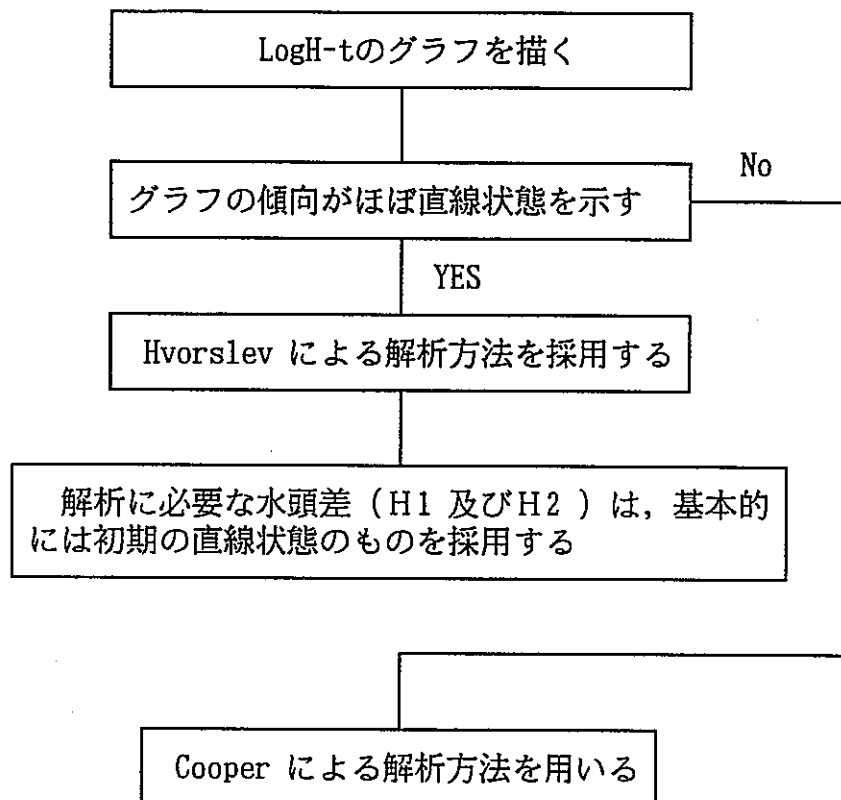 LogH-tのグラフを描く
No
グラフの傾向がほぼ直線状態を示す
YES
Hvorslev による解析方法を採用する
解析に必要な水頭差（H1 及びH2 ）は，基本的
には初期の直線状態のものを採用する
Cooper による解析方法を用いる